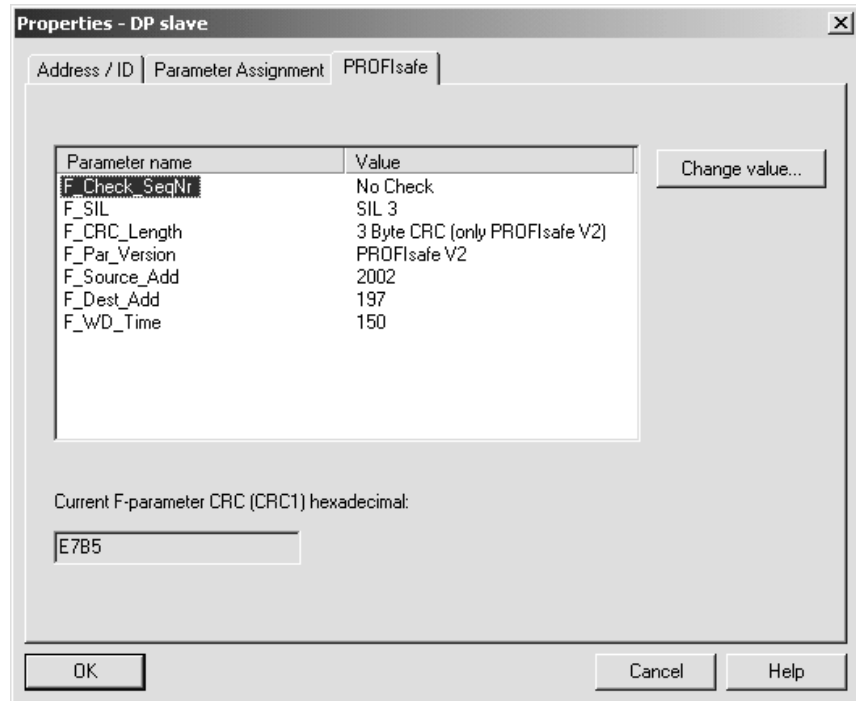 Properties - DP slave
Address / ID Parameter Assignment PROFIsafe
Parameter name Value
Change value...
F_Check_SeqNr No Check
F_SIL SIL 3
F_CRC_Length 3 Byte CRC (only PROFIsafe V2)
F_Par_Version PROFIsafe V2
F_Source_Add 2002
F_Dest_Add 197
F_WD_Time 150
Current F-parameter CRC (CRC1) hexadecimal:
E7B5
OK Cancel Help